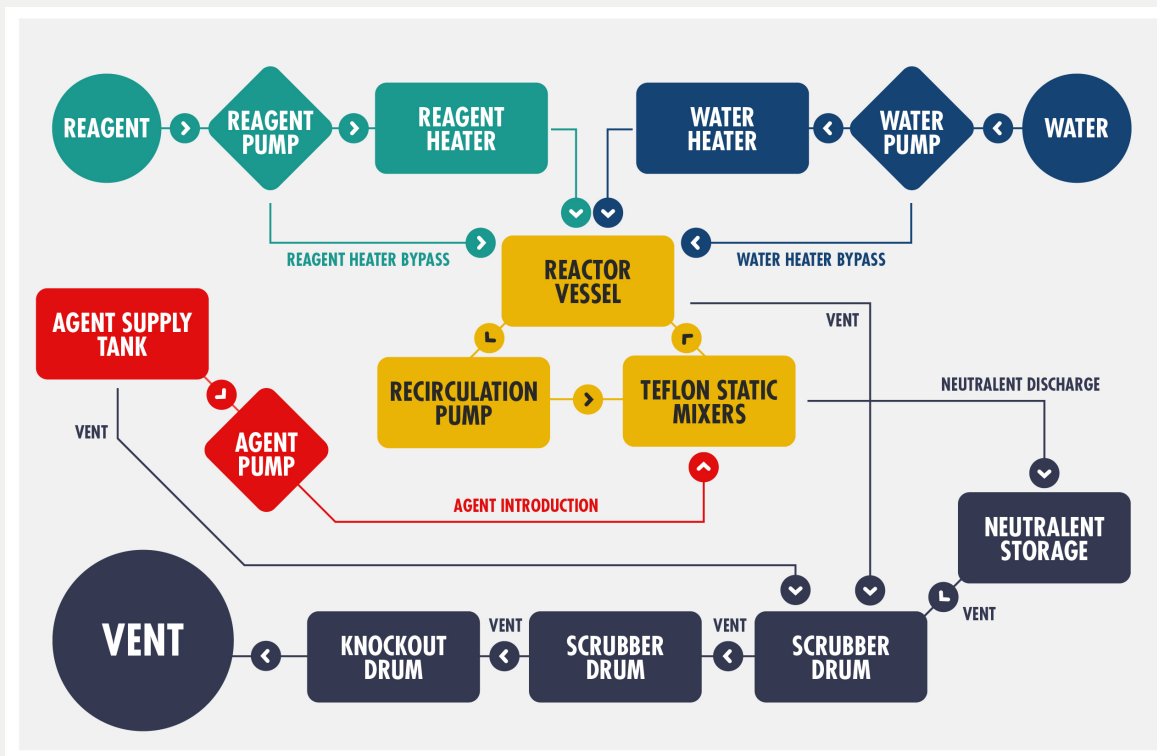 REAGENT
REAGENT
PUMP
REAGENT
HEATER
WATER
HEATER
WATER
PUMP
WATER
REAGENT HEATER BYPASS
WATER HEATER BYPASS
REACTOR
VESSEL
AGENT SUPPLY
TANK
VENT
RECIRCULATION
PUMP
TEFLON STATIC
MIXERS
NEUTRALENT DISCHARGE
VENT
AGENT
PUMP
AGENT INTRODUCTION
NEUTRALENT
STORAGE
VENT
VENT
KNOCKOUT
DRUM
VENT
SCRUBBER
DRUM
VENT
SCRUBBER
DRUM